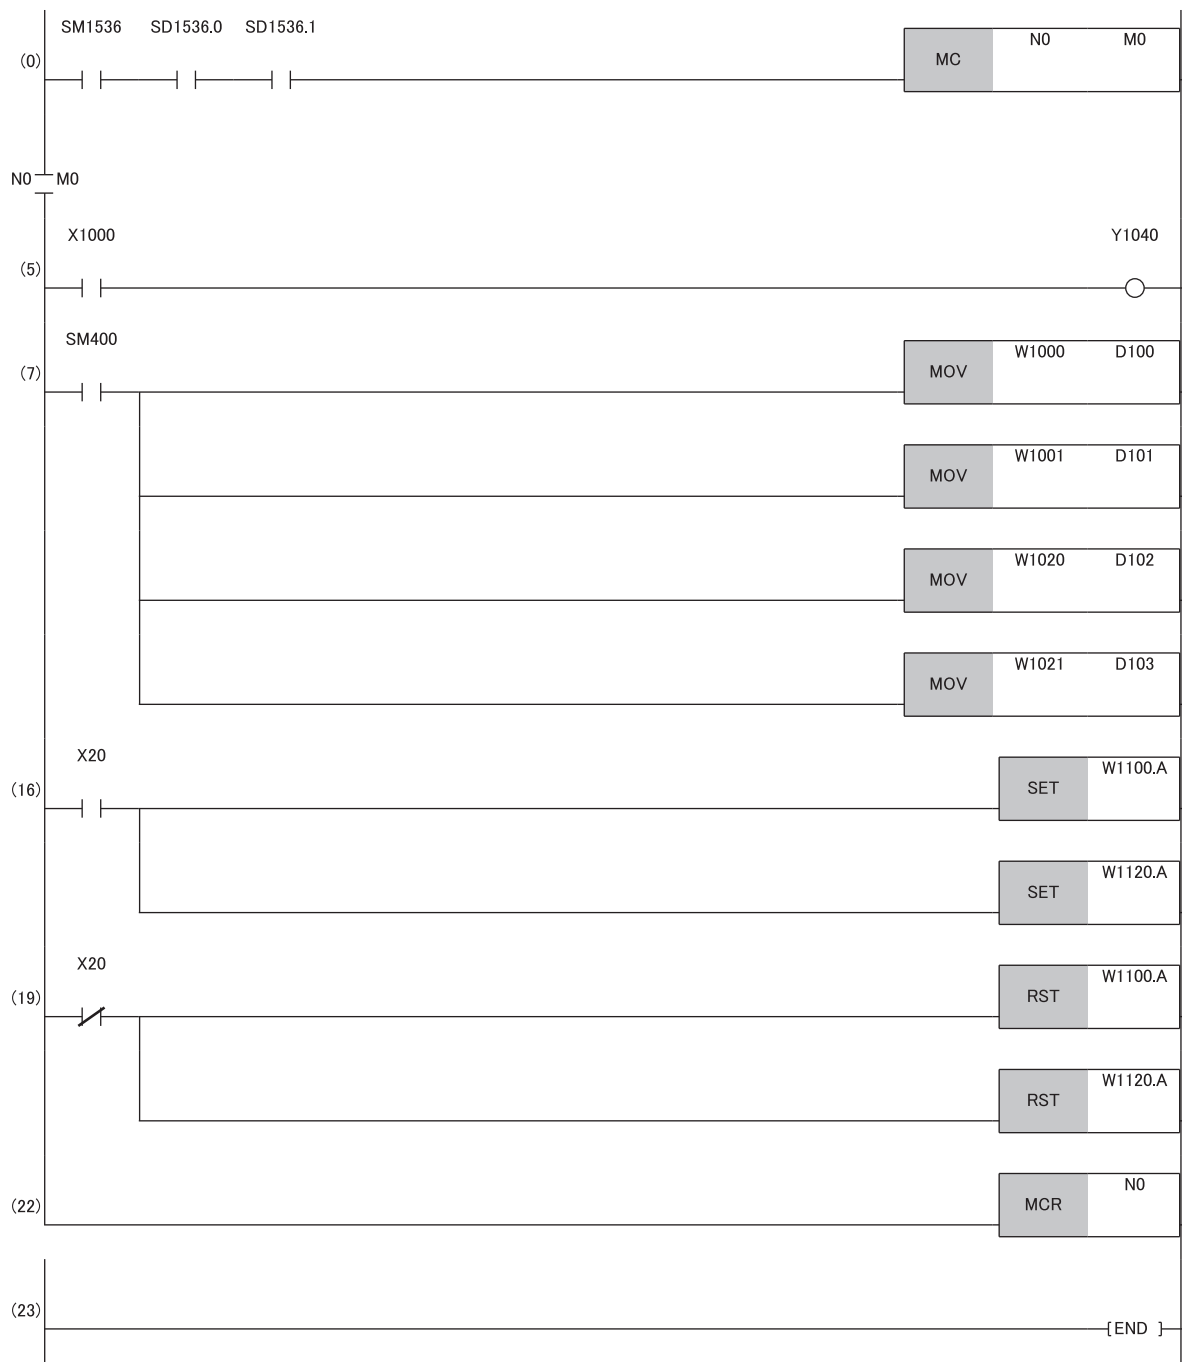 SM1536 SD1536.0 SD1536.1
(0) MC N0 M0
N0 M0
X1000 Y1040
(5)
SM400
(7) MOV W1000 D100
MOV W1001 D101
MOV W1020 D102
MOV W1021 D103
X20
(16) SET W1100.A
SET W1120.A
X20
(19) RST W1100.A
RST W1120.A
(22) MCR N0
(23) [END ]